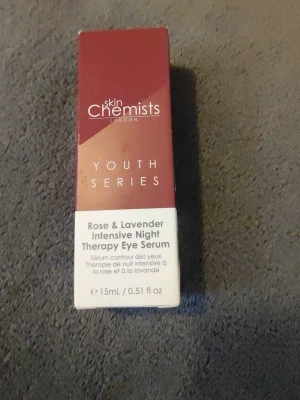 skin
Chemists
LONDON
YOUTH
SERIES
Rose & Lavender
Intensive Night
Therapy Eye Serum
Sérum contour des yeux
Thérapie de nuit intensive à
la rose et à la lavande
℮ 15mL / 0.51 fl oz